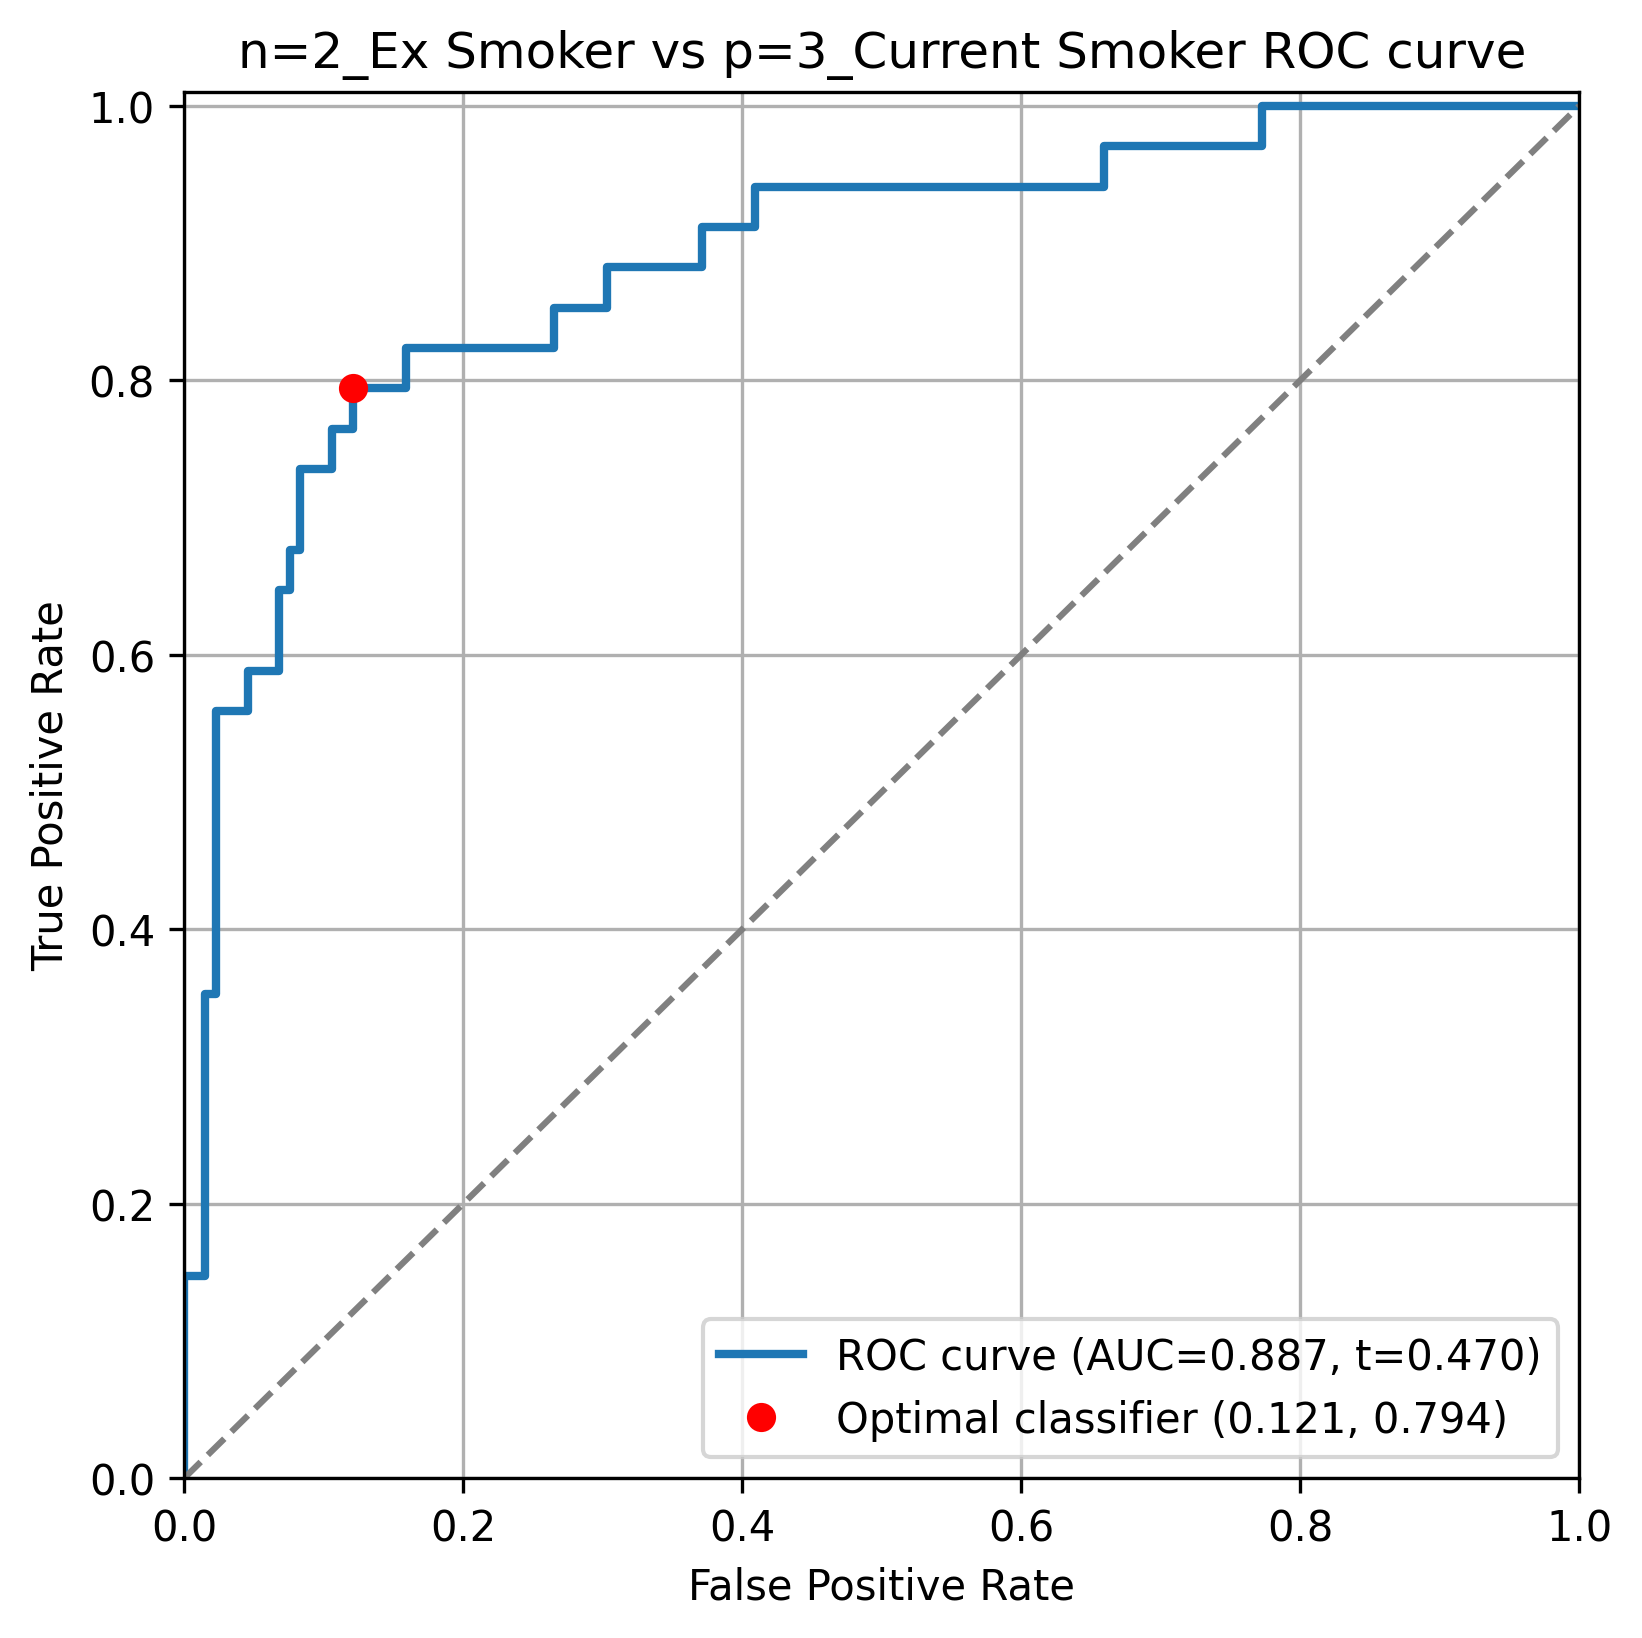 n=2_Ex Smoker vs p=3_Current Smoker ROC curve
1.0
0.8
0.6
0.4
0.2
0.0
True Positive Rate
ROC curve (AUC=0.887, t=0.470)
Optimal classifier (0.121, 0.794)
0.0 0.2 0.4 0.6 0.8 1.0
False Positive Rate